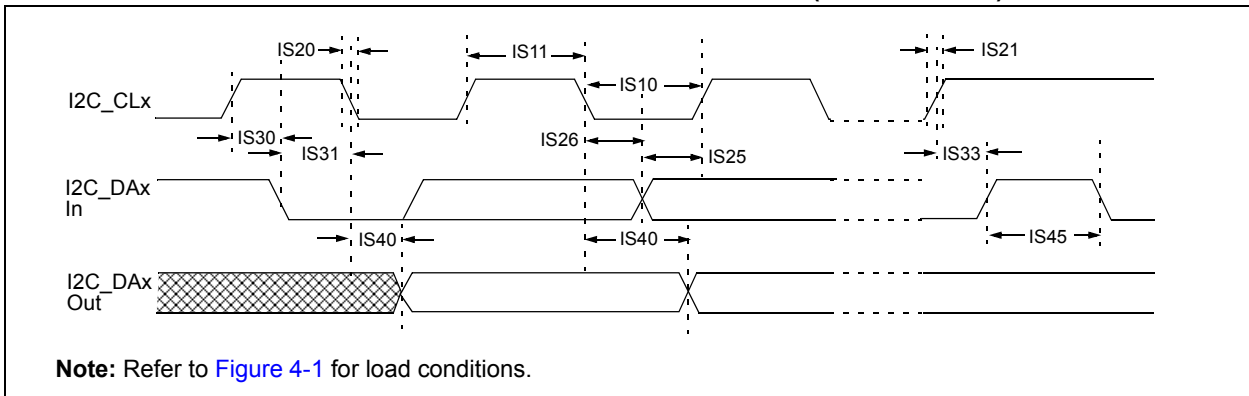 IS20
IS11
IS21
IS10
I2C_CLx
IS30
IS26
IS31
IS25
IS33
I2C_DAx
In
IS40
IS40
IS45
I2C_DAx
Out
Note: Refer to Figure 4-1 for load conditions.